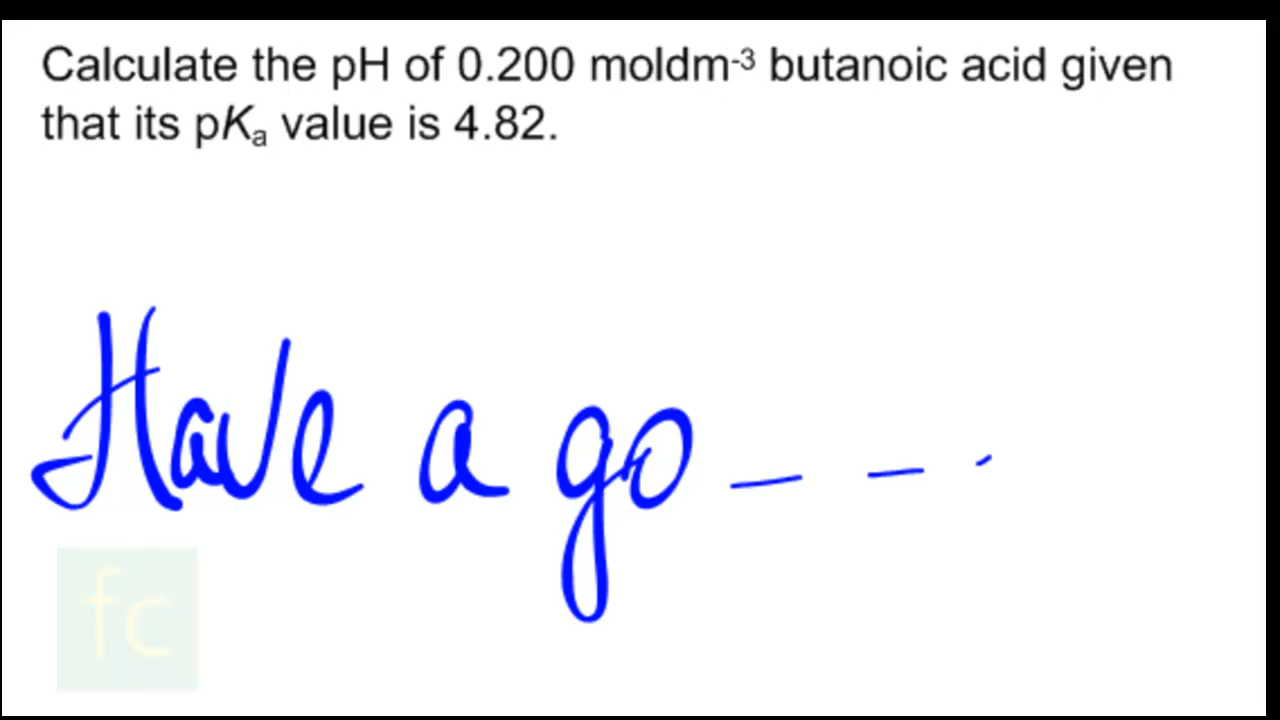 Calculate the pH of 0.200 moldm⁻³ butanoic acid given
that its pKₐ value is 4.82.
Have a go - - -
fc